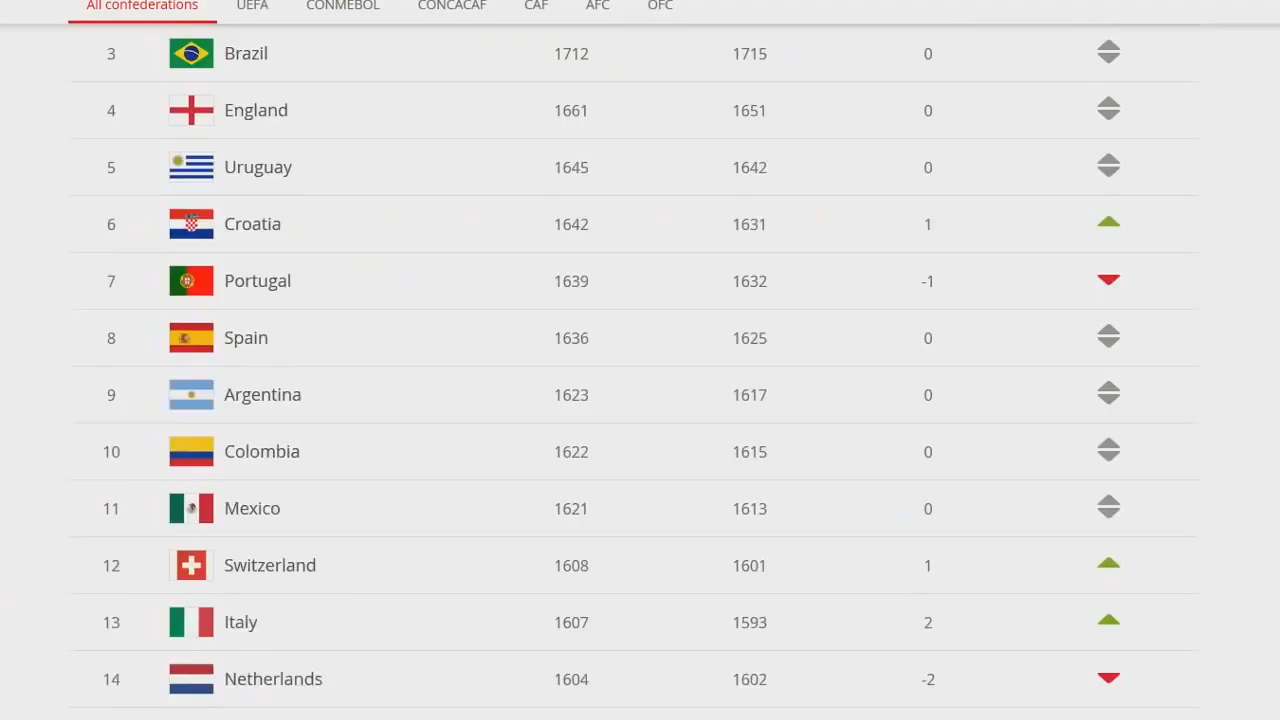 All confederations UEFA CONMEBOL CONCACAF CAF AFC OFC
3 Brazil 1712 1715 0
4 England 1661 1651 0
5 Uruguay 1645 1642 0
6 Croatia 1642 1631 1
7 Portugal 1639 1632 -1
8 Spain 1636 1625 0
9 Argentina 1623 1617 0
10 Colombia 1622 1615 0
11 Mexico 1621 1613 0
12 Switzerland 1608 1601 1
13 Italy 1607 1593 2
14 Netherlands 1604 1602 -2